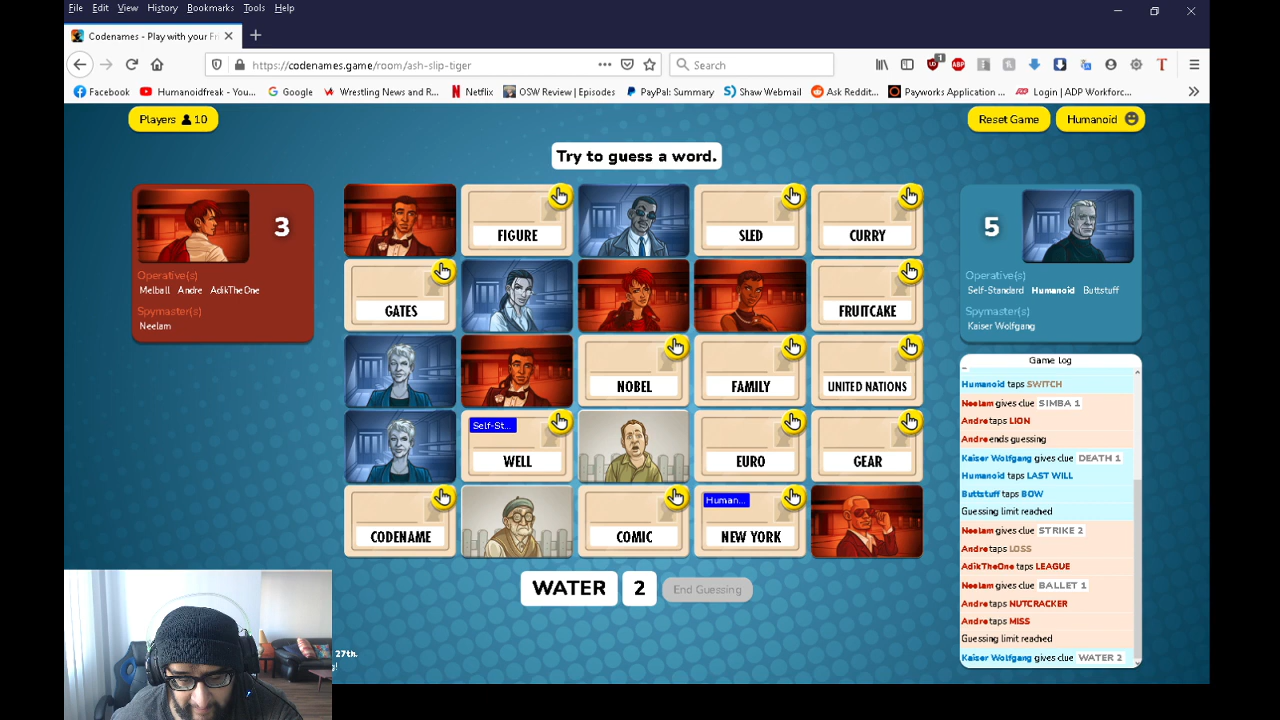 File Edit View History Bookmarks Tools Help
Codenames - Play with your Fri
https://codenames.game/room/ash-slip-tiger
Search
1
ABP
T
Facebook Humanoidfreak - You... Google Wrestling News and R... Netflix OSW Review | Episodes PayPal: Summary Shaw Webmail Ask Reddit... Payworks Application ... Login | ADP Workforc...
Players 10
Reset Game
Humanoid
Try to guess a word.
3
Operative(s)
Melball Andre AdikTheOne
Spymaster(s)
Neelam
FIGURE
SLED
CURRY
GATES
FRUITCAKE
NOBEL
FAMILY
UNITED NATIONS
Self-St...
WELL
EURO
GEAR
CODENAME
COMIC
Human...
NEW YORK
WATER 2 End Guessing
5
Operative(s)
Self-Standard Humanoid Buttstuff
Spymaster(s)
Kaiser Wolfgang
Game log
Humanoid taps SWITCH
Neelam gives clue SIMBA 1
Andre taps LION
Andre ends guessing
Kaiser Wolfgang gives clue DEATH 1
Humanoid taps LAST WILL
Buttstuff taps BOW
Guessing limit reached
Neelam gives clue STRIKE 2
Andre taps LOSS
AdikTheOne taps LEAGUE
Neelam gives clue BALLET 1
Andre taps NUTCRACKER
Andre taps MISS
Guessing limit reached
Kaiser Wolfgang gives clue WATER 2
27th.